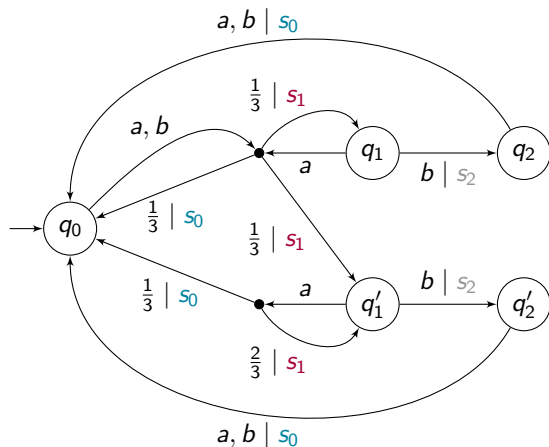 a, b | s₀
1/3 | s₁
a, b
q₁
a
b | s₂
q₂
q₀
1/3 | s₀
1/3 | s₁
1/3 | s₀
a
q′₁
b | s₂
q′₂
2/3 | s₁
a, b | s₀